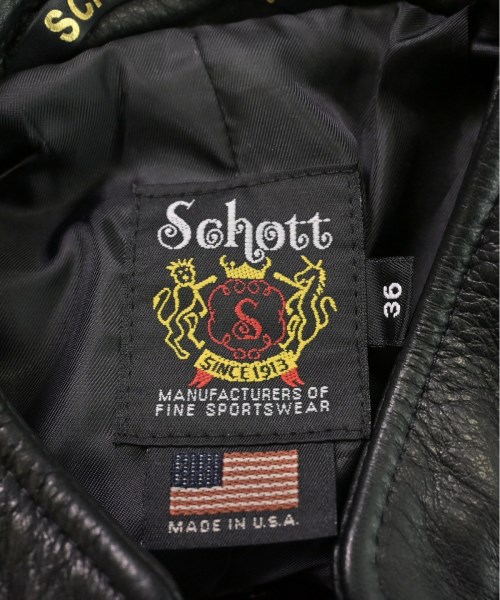 SC
Schott
S
SINCE 1913
MANUFACTURERS OF
FINE SPORTSWEAR
36
MADE IN U.S.A.